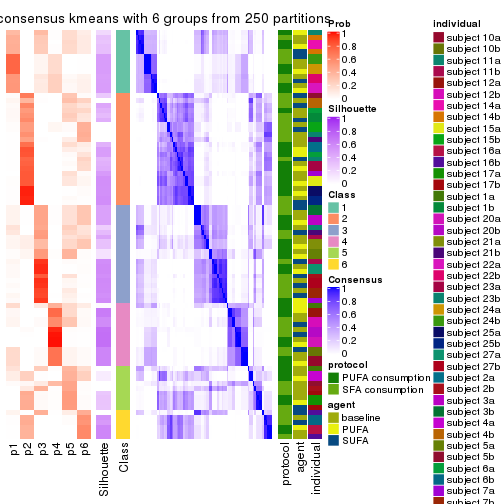 consensus kmeans with 6 groups from 250 partitions
Prob
1
0.8
0.6
0.4
0.2
0
Silhouette
1
0.8
0.6
0.4
0.2
0
Class
1
2
3
4
5
6
Consensus
1
0.8
0.6
0.4
0.2
0
protocol
PUFA consumption
SFA consumption
agent
baseline
PUFA
SUFA
individual
subject 10a
subject 10b
subject 11a
subject 11b
subject 12a
subject 12b
subject 14a
subject 14b
subject 15a
subject 15b
subject 16a
subject 16b
subject 17a
subject 17b
subject 1a
subject 1b
subject 20a
subject 20b
subject 21a
subject 21b
subject 22a
subject 22b
subject 23a
subject 23b
subject 24a
subject 24b
subject 25a
subject 25b
subject 27a
subject 27b
subject 2a
subject 2b
subject 3a
subject 3b
subject 4a
subject 4b
subject 5a
subject 5b
subject 6a
subject 6b
subject 7a
subject 7b
p1
p2
p3
p4
p5
p6
Silhouette
Class
protocol
agent
individual